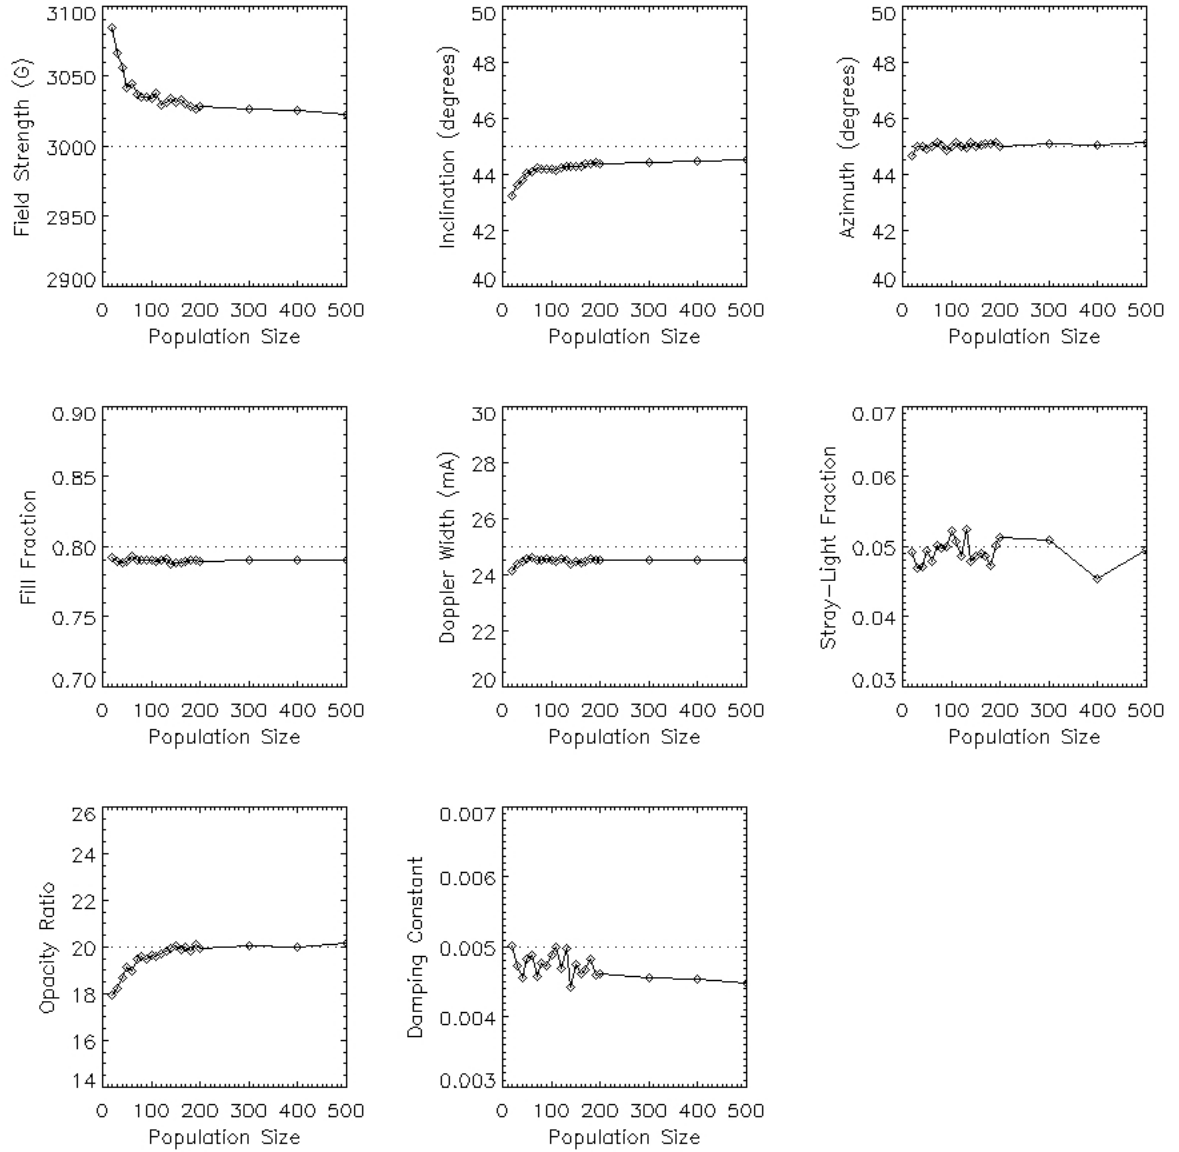 3100
3050
3000
2950
2900
Field Strength (G)
0 100 200 300 400 500
Population Size
50
48
46
44
42
40
Inclination (degrees)
0 100 200 300 400 500
Population Size
50
48
46
44
42
40
Azimuth (degrees)
0 100 200 300 400 500
Population Size
0.90
0.85
0.80
0.75
0.70
Fill Fraction
0 100 200 300 400 500
Population Size
30
28
26
24
22
20
Doppler Width (mA)
0 100 200 300 400 500
Population Size
0.07
0.06
0.05
0.04
0.03
Stray-Light Fraction
0 100 200 300 400 500
Population Size
26
24
22
20
18
16
14
Opacity Ratio
0 100 200 300 400 500
Population Size
0.007
0.006
0.005
0.004
0.003
Damping Constant
0 100 200 300 400 500
Population Size